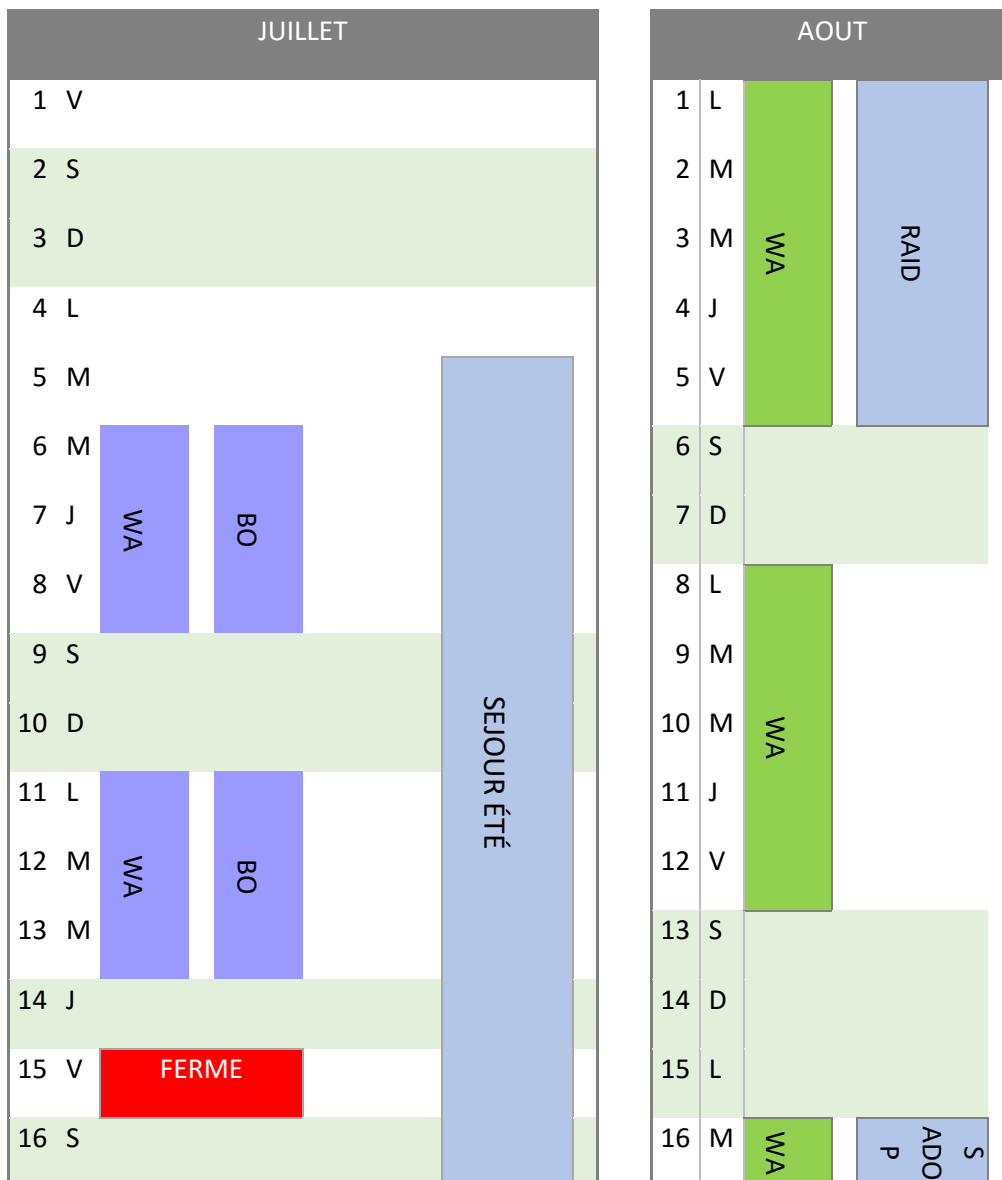 JUILLET
1 V
2 S
3 D
4 L
5 M
6 M
7 J
8 V
9 S
10 D
11 L
12 M
13 M
14 J
15 V
16 S
WA
BO
WA
BO
FERME
SEJOUR ÉTÉ
AOUT
1 L
2 M
3 M
4 J
5 V
6 S
7 D
8 L
9 M
10 M
11 J
12 V
13 S
14 D
15 L
16 M
WA
RAID
WA
WA
S
ADO
P